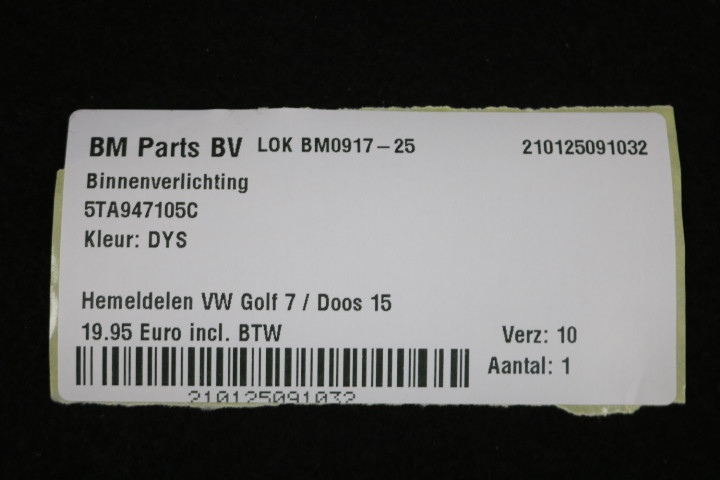 BM Parts BV LOK BM0917-25 210125091032
Binnenverlichting
5TA947105C
Kleur: DYS
Hemeldelen VW Golf 7 / Doos 15
19.95 Euro incl. BTW Verz: 10
Aantal: 1
210125091032